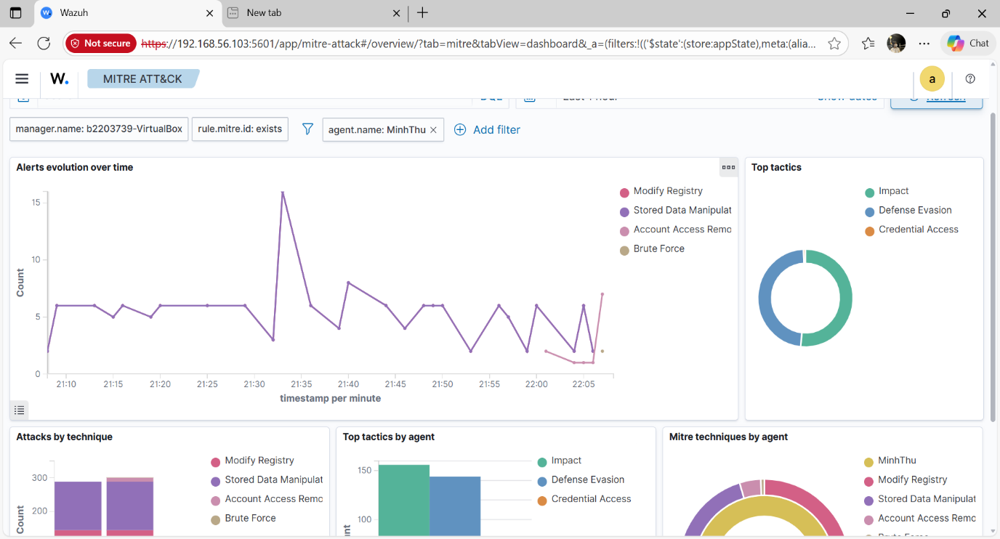 Wazuh
New tab
Not secure
https://192.168.56.103:5601/app/mitre-attack#/overview/?tab=mitre&tabView=dashboard&_a=(filters:!(('$state':(store:appState),meta:(alia...
Chat
W.
MITRE ATT&CK
a
DQL
Last 1 hour
Show dates
Refresh
manager.name: b2203739-VirtualBox
rule.mitre.id: exists
agent.name: MinhThu
Add filter
Alerts evolution over time
Count
15
10
5
0
21:10 21:15 21:20 21:25 21:30 21:35 21:40 21:45 21:50 21:55 22:00 22:05
timestamp per minute
Modify Registry
Stored Data Manipulat
Account Access Remo
Brute Force
Top tactics
Impact
Defense Evasion
Credential Access
Attacks by technique
Count
300
200
Modify Registry
Stored Data Manipulat
Account Access Remo
Brute Force
Top tactics by agent
150
100
Impact
Defense Evasion
Credential Access
Mitre techniques by agent
MinhThu
Modify Registry
Stored Data Manipulat
Account Access Remo
Brute Force